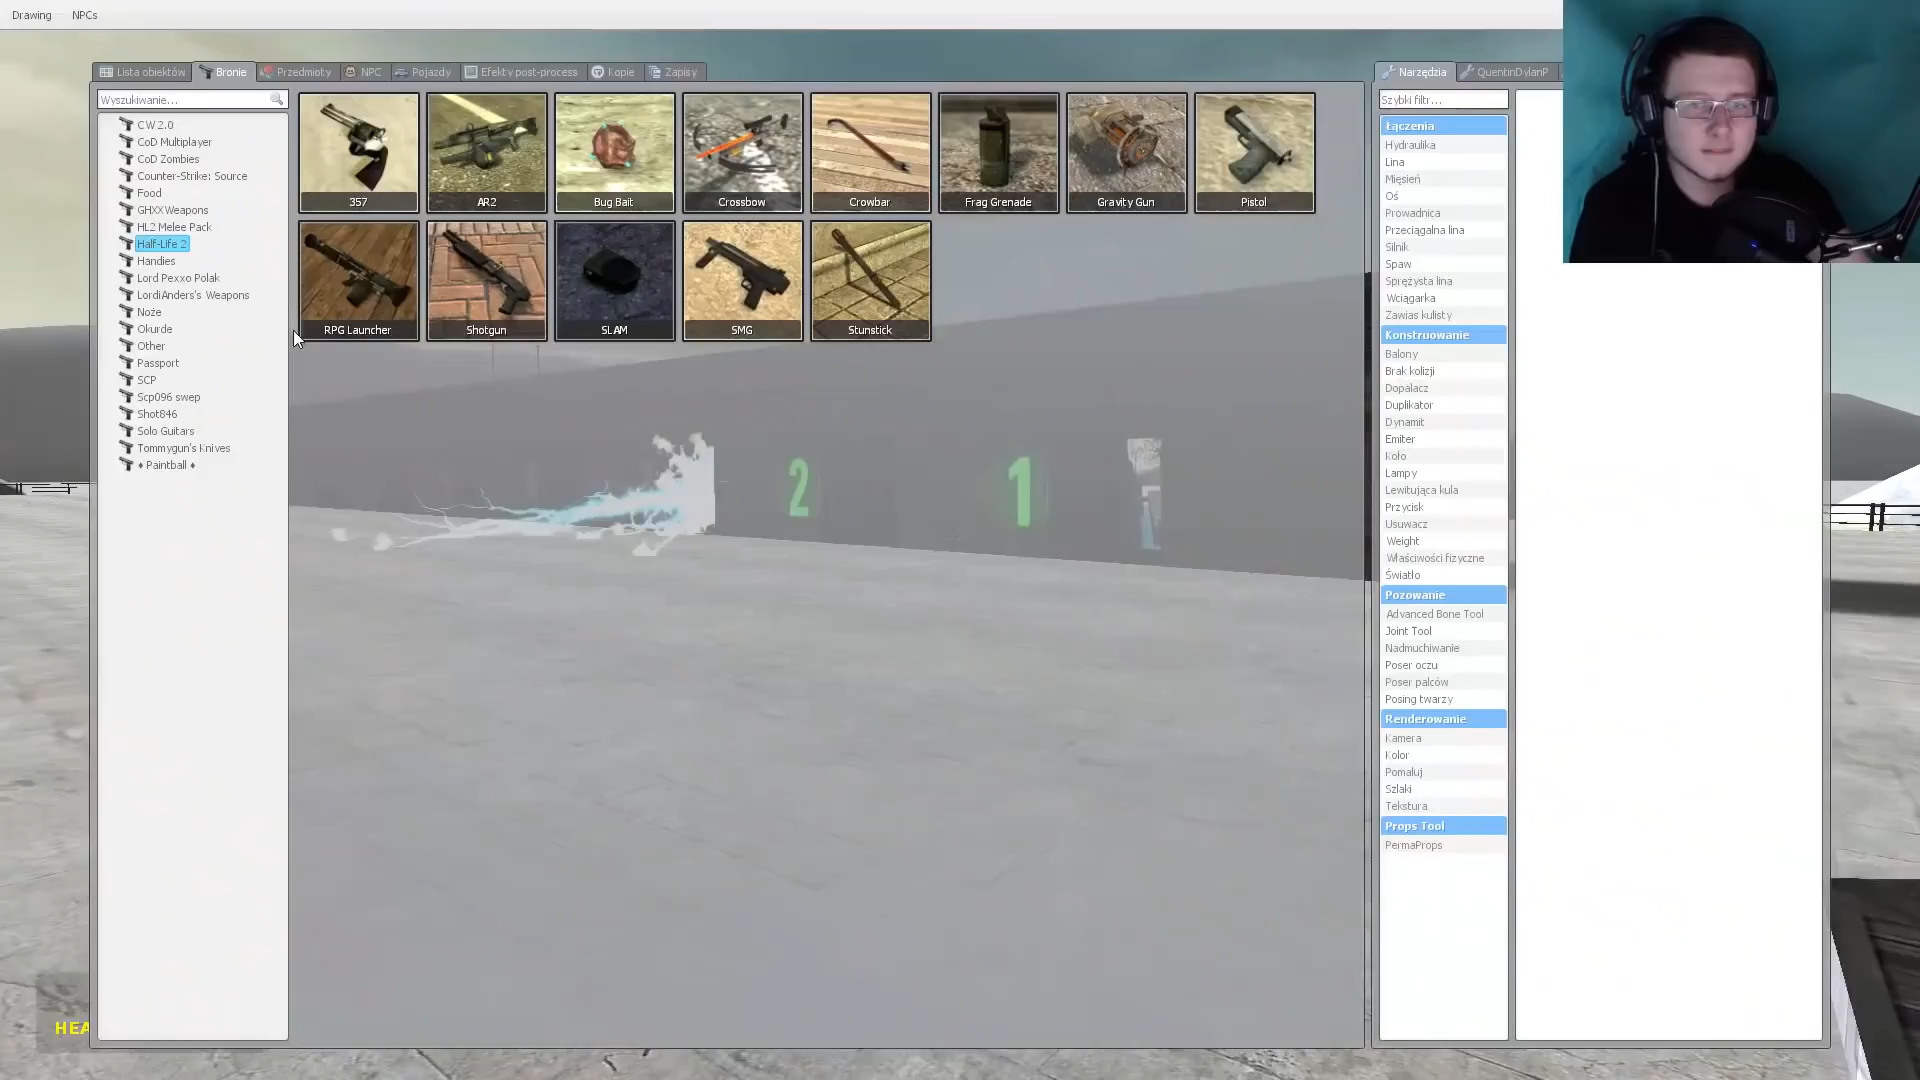 Drawing NPCs
Lista obiektów Bronie Przedmioty NPC Pojazdy Efekty post-process Kopie Zapisy
Wyszukiwanie...
CW 2.0
CoD Multiplayer
CoD Zombies
Counter-Strike: Source
Food
GHXX Weapons
HL2 Melee Pack
Half-Life 2
Handies
Lord Pexxo Polak
LordiAnders's Weapons
Noże
Okurde
Other
Passport
SCP
Scp096 swep
Shot846
Solo Guitars
Tommygun's Knives
♦ Paintball ♦
357 AR2 Bug Bait Crossbow Crowbar Frag Grenade Gravity Gun Pistol
RPG Launcher Shotgun SLAM SMG Stunstick
2 1
HEA
Narzędzia QuentinDylanP
Szybki filtr...
Łączenia
Hydraulika
Lina
Mięsień
Oś
Prowadnica
Przeciągalna lina
Silnik
Spaw
Sprężysta lina
Wciągarka
Zawias kulisty
Konstruowanie
Balony
Brak kolizji
Dopalacz
Duplikator
Dynamit
Emiter
Koło
Lampy
Lewitująca kula
Przycisk
Usuwacz
Weight
Właściwości fizyczne
Światło
Pozowanie
Advanced Bone Tool
Joint Tool
Nadmuchiwanie
Poser oczu
Poser palców
Posing twarzy
Renderowanie
Kamera
Kolor
Pomaluj
Szlaki
Tekstura
Props Tool
PermaProps